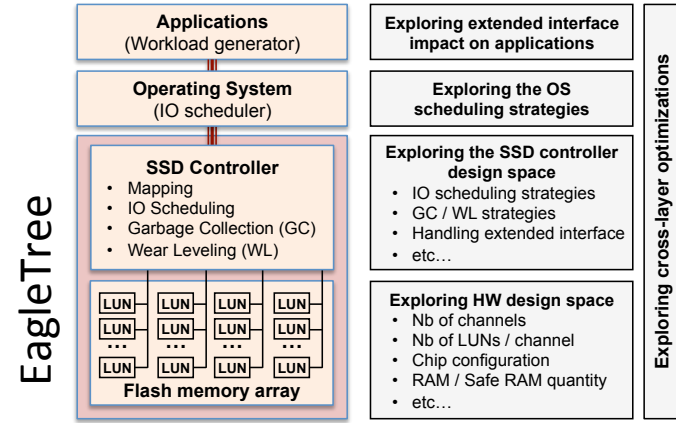 EagleTree
Applications
(Workload generator)
Operating System
(IO scheduler)
SSD Controller
• Mapping
• IO Scheduling
• Garbage Collection (GC)
• Wear Leveling (WL)
LUN LUN LUN LUN
LUN LUN LUN LUN
... ... ... ...
LUN LUN LUN LUN
Flash memory array
Exploring extended interface
impact on applications
Exploring the OS
scheduling strategies
Exploring the SSD controller
design space
• IO scheduling strategies
• GC / WL strategies
• Handling extended interface
• etc…
Exploring HW design space
• Nb of channels
• Nb of LUNs / channel
• Chip configuration
• RAM / Safe RAM quantity
• etc…
Exploring cross-layer optimizations